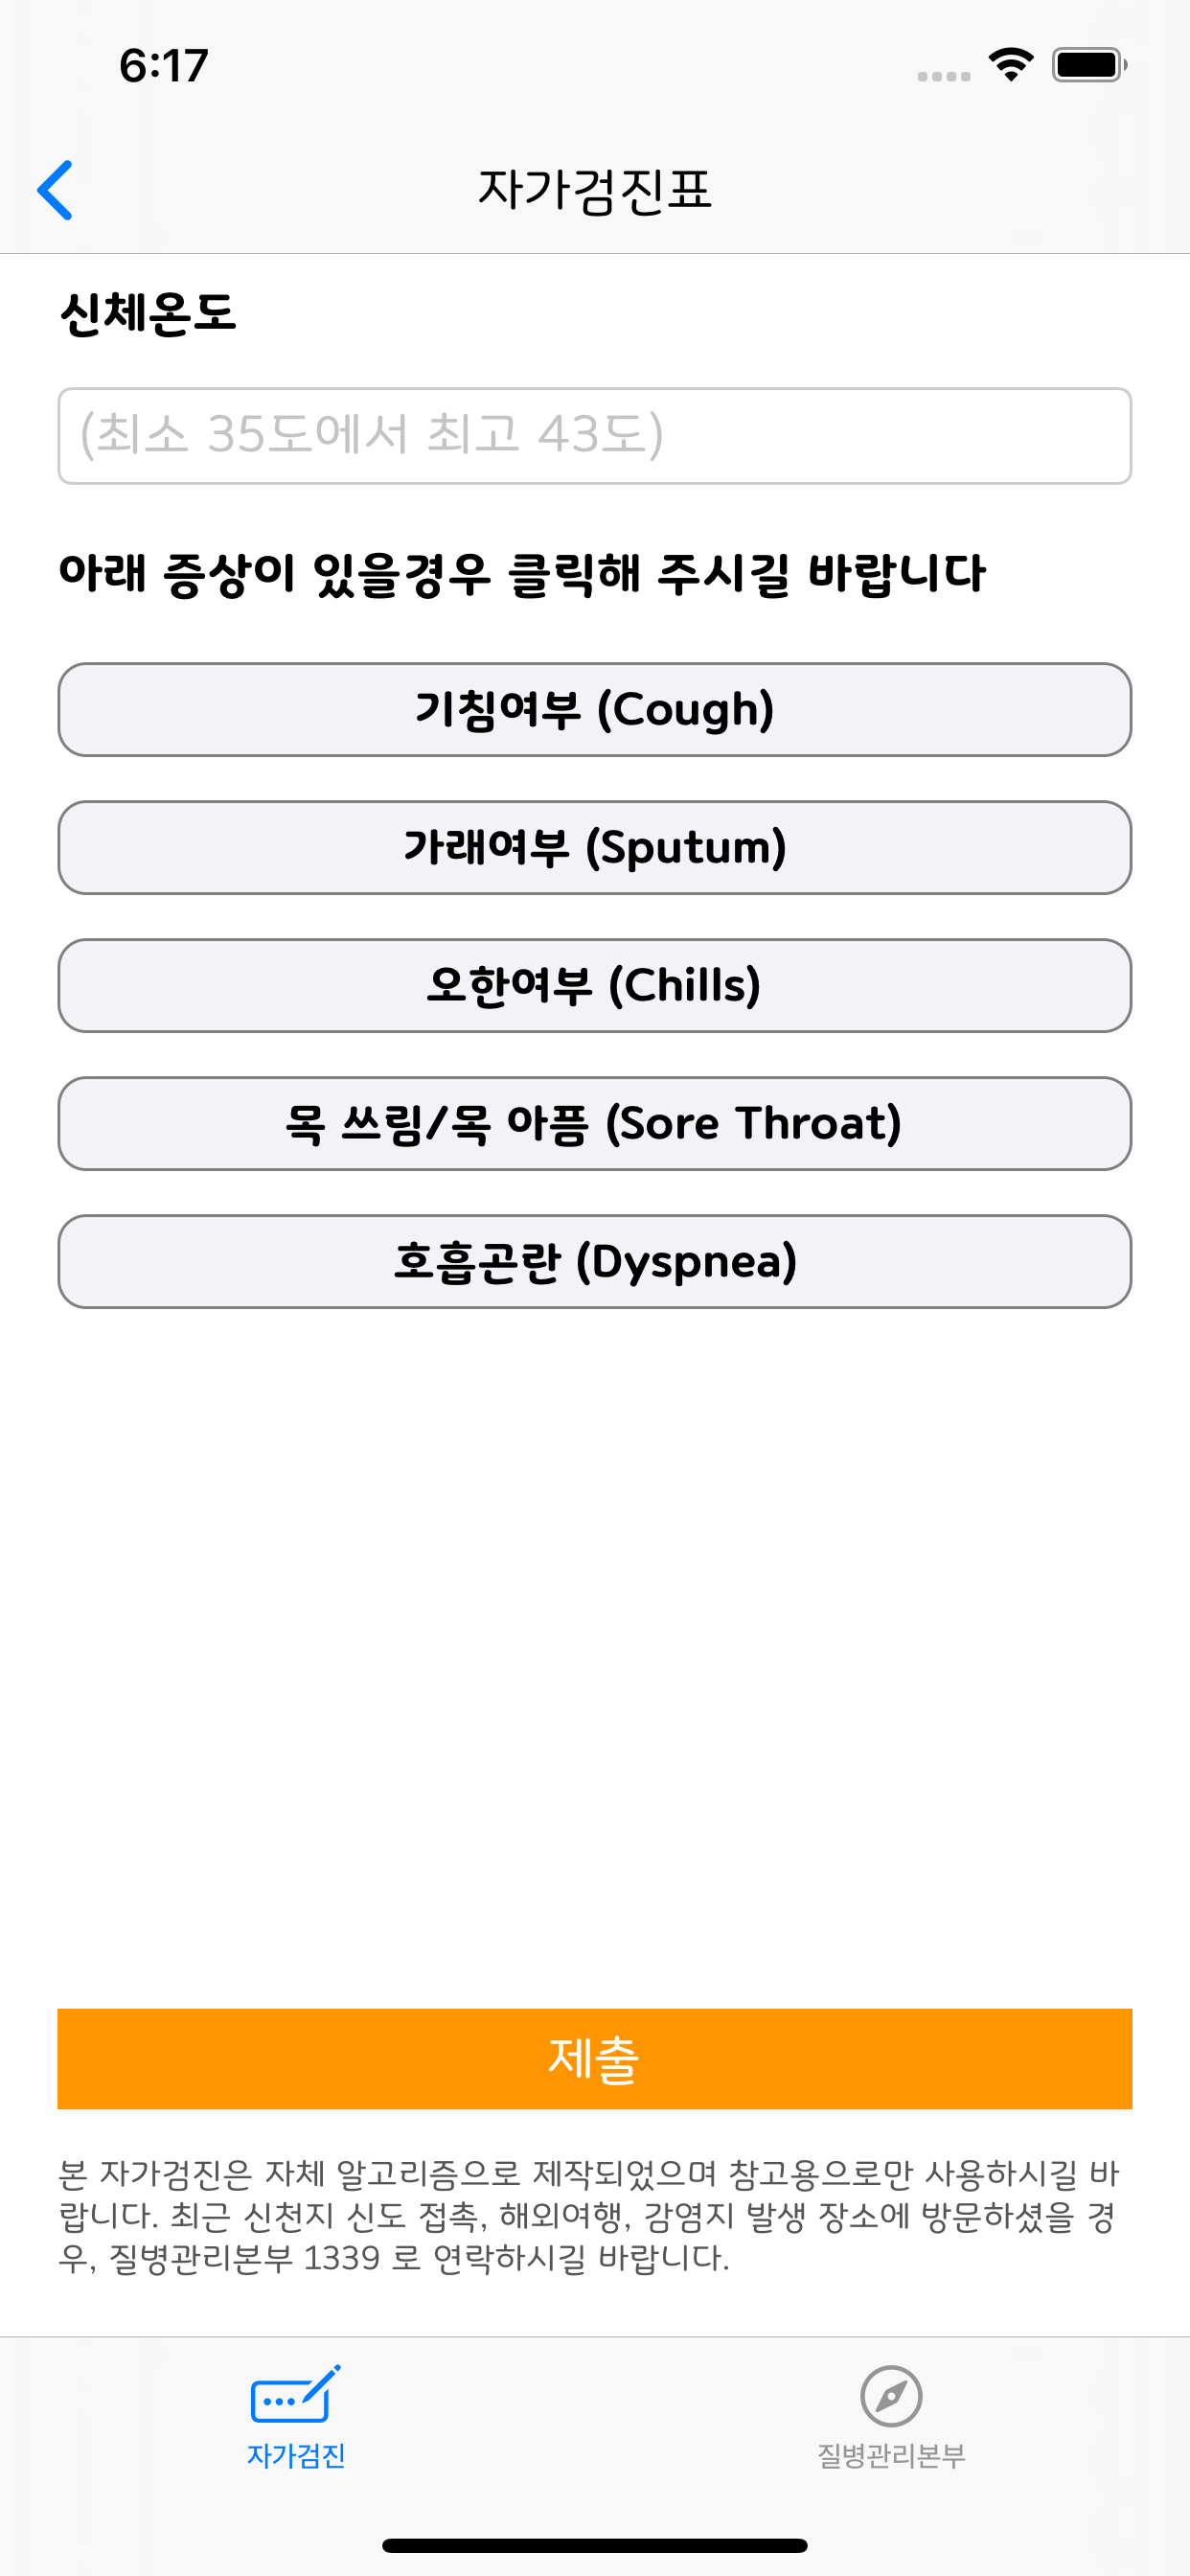 6:17
자가검진표
신체온도
(최소 35도에서 최고 43도)
아래 증상이 있을경우 클릭해 주시길 바랍니다
기침여부 (Cough)
가래여부 (Sputum)
오한여부 (Chills)
목 쓰림/목 아픔 (Sore Throat)
호흡곤란 (Dyspnea)
제출
본 자가검진은 자체 알고리즘으로 제작되었으며 참고용으로만 사용하시길 바
랍니다. 최근 신천지 신도 접촉, 해외여행, 감염지 발생 장소에 방문하셨을 경
우, 질병관리본부 1339 로 연락하시길 바랍니다.
자가검진
질병관리본부